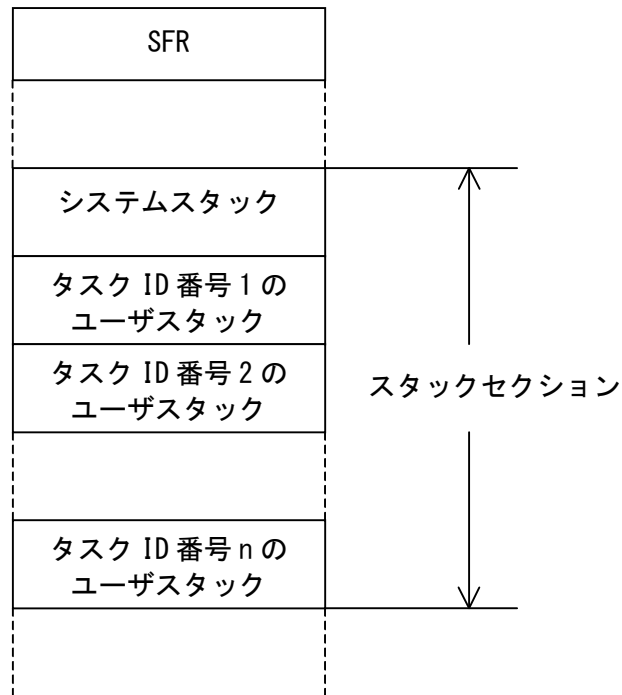 SFR
システムスタック
タスク ID 番号 1 の
ユーザスタック
タスク ID 番号 2 の
ユーザスタック
スタックセクション
タスク ID 番号 n の
ユーザスタック